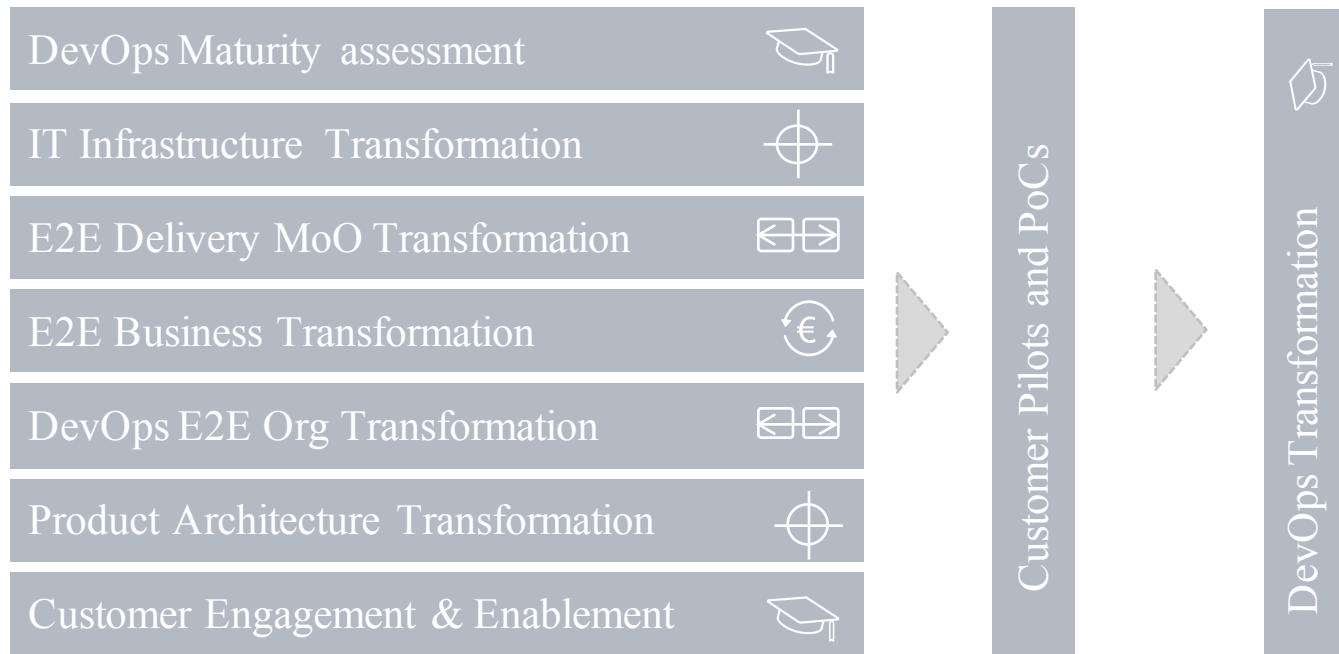 DevOps Maturity assessment
IT Infrastructure Transformation
E2E Delivery MoO Transformation
E2E Business Transformation
€
DevOps E2E Org Transformation
Product Architecture Transformation
Customer Engagement & Enablement
Customer Pilots and PoCs
DevOps Transformation